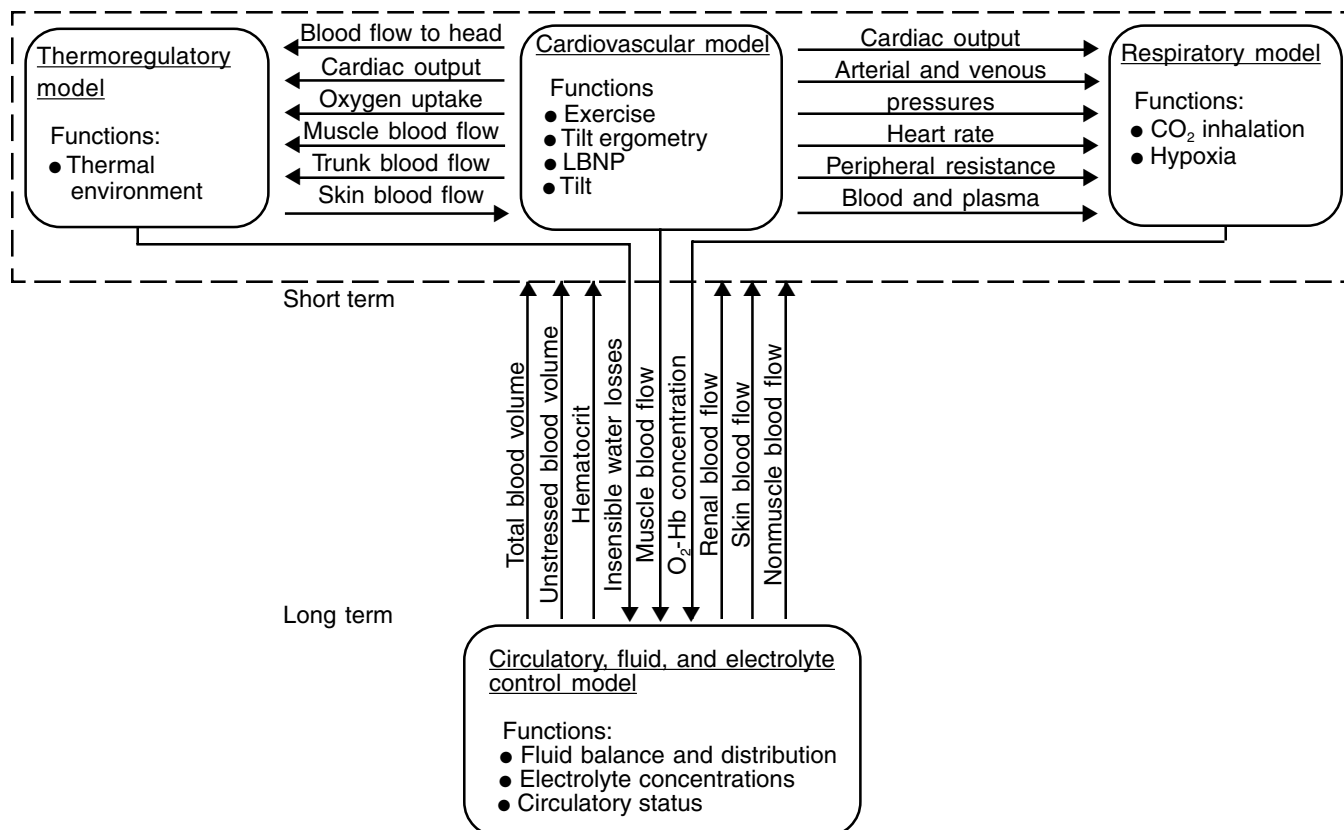 Thermoregulatory
model
Functions:
● Thermal
environment
Blood flow to head
Cardiac output
Oxygen uptake
Muscle blood flow
Trunk blood flow
Skin blood flow
Cardiovascular model
Functions
● Exercise
● Tilt ergometry
● LBNP
● Tilt
Cardiac output
Arterial and venous
pressures
Heart rate
Peripheral resistance
Blood and plasma
Respiratory model
Functions:
● CO₂ inhalation
● Hypoxia
Short term
Total blood volume
Unstressed blood volume
Hematocrit
Insensible water losses
Muscle blood flow
O₂-Hb concentration
Renal blood flow
Skin blood flow
Nonmuscle blood flow
Long term
Circulatory, fluid, and electrolyte
control model
Functions:
● Fluid balance and distribution
● Electrolyte concentrations
● Circulatory status